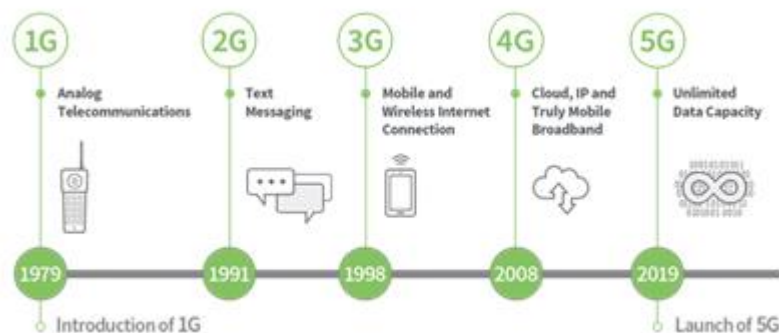 1G
2G
3G
4G
5G
Analog
Telecommunications
Text
Messaging
Mobile and
Wireless Internet
Connection
Cloud, IP and
Truly Mobile
Broadband
Unlimited
Data Capacity
1979
1991
1998
2008
2019
Introduction of 1G
Launch of 5G